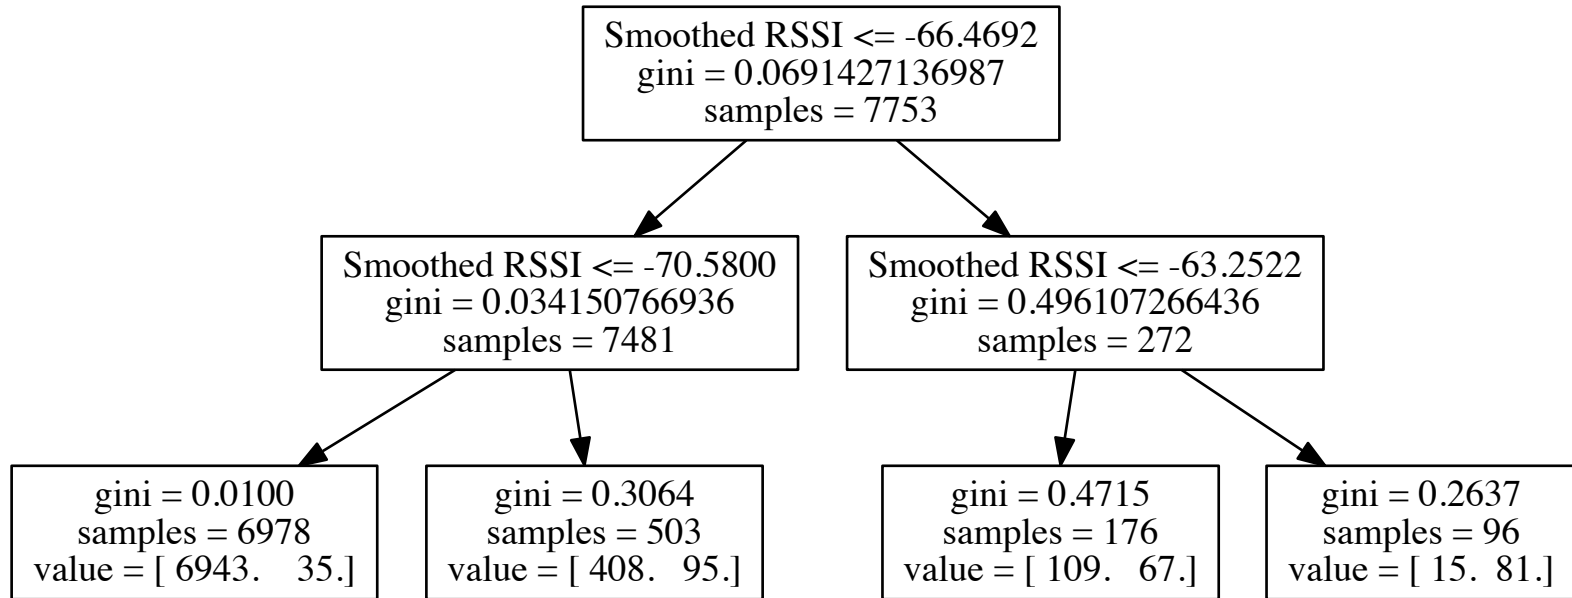 Smoothed RSSI <= -66.4692
gini = 0.0691427136987
samples = 7753
Smoothed RSSI <= -70.5800
gini = 0.034150766936
samples = 7481
Smoothed RSSI <= -63.2522
gini = 0.496107266436
samples = 272
gini = 0.0100
samples = 6978
value = [ 6943.    35.]
gini = 0.3064
samples = 503
value = [ 408.   95.]
gini = 0.4715
samples = 176
value = [ 109.   67.]
gini = 0.2637
samples = 96
value = [ 15.  81.]